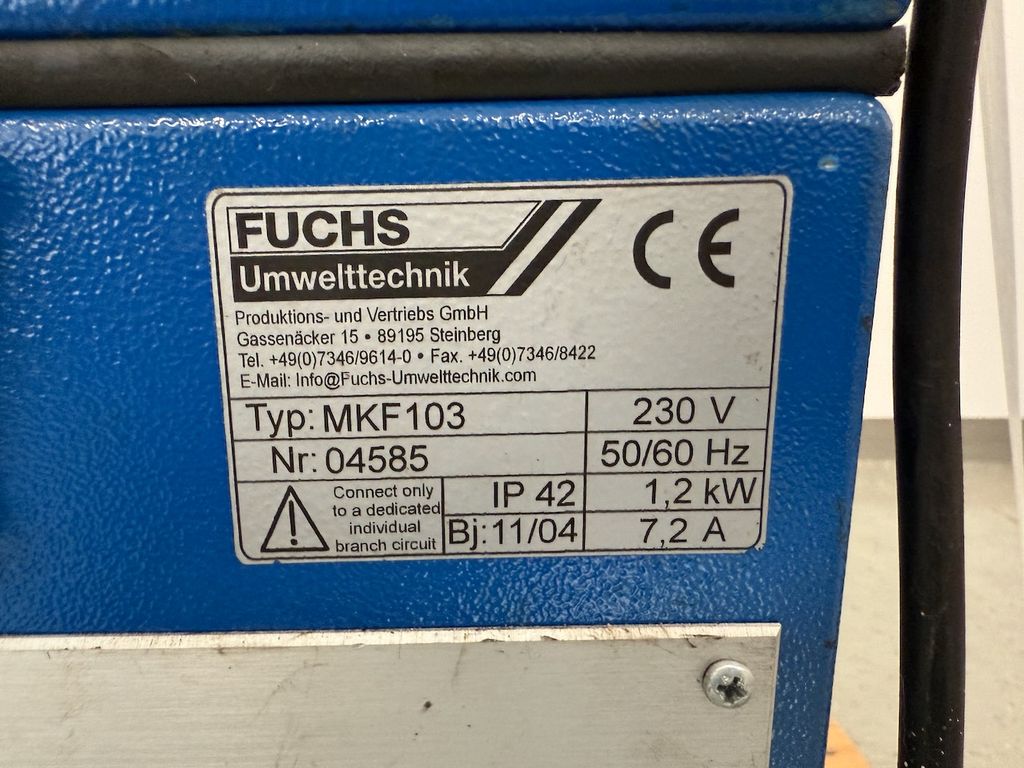 FUCHS
Umwelttechnik
CE
Produktions- und Vertriebs GmbH
Gassenäcker 15 • 89195 Steinberg
Tel. +49(0)7346/9614-0 • Fax. +49(0)7346/8422
E-Mail: Info@Fuchs-Umwelttechnik.com
Typ: MKF103
230 V
Nr: 04585
50/60 Hz
Connect only
to a dedicated
individual
branch circuit
IP 42
1,2 kW
Bj: 11/04
7,2 A